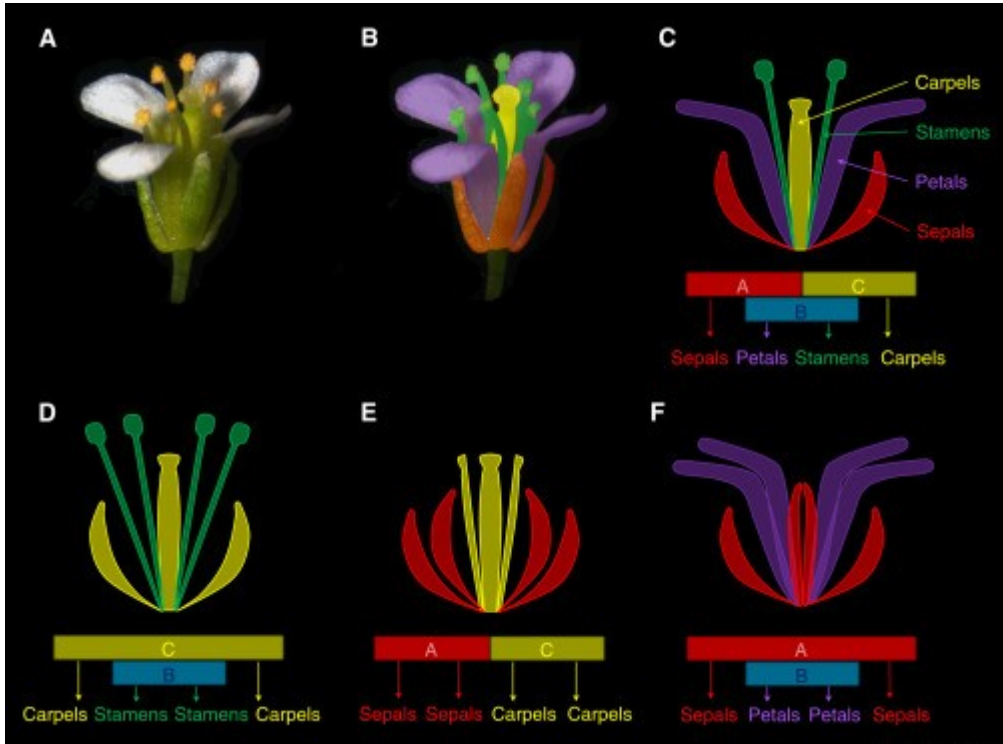 A
B
C
Carpels
Stamens
Petals
Sepals
A
C
B
Sepals Petals Stamens Carpels
D
E
F
C
B
Carpels Stamens Stamens Carpels
A
C
Sepals Sepals Carpels Carpels
A
B
Sepals Petals Petals Sepals